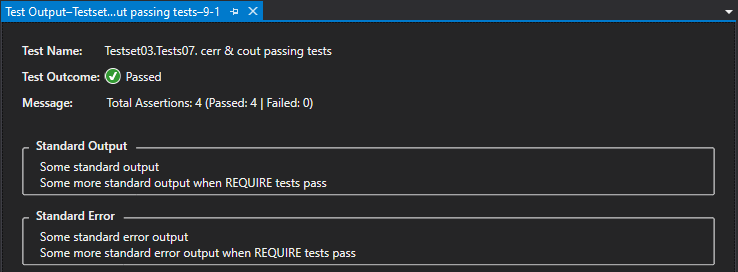 Test Output–Testset...ut passing tests–9-1
Test Name: Testset03.Tests07. cerr & cout passing tests
Test Outcome: Passed
Message: Total Assertions: 4 (Passed: 4 | Failed: 0)
Standard Output
Some standard output
Some more standard output when REQUIRE tests pass
Standard Error
Some standard error output
Some more standard error output when REQUIRE tests pass